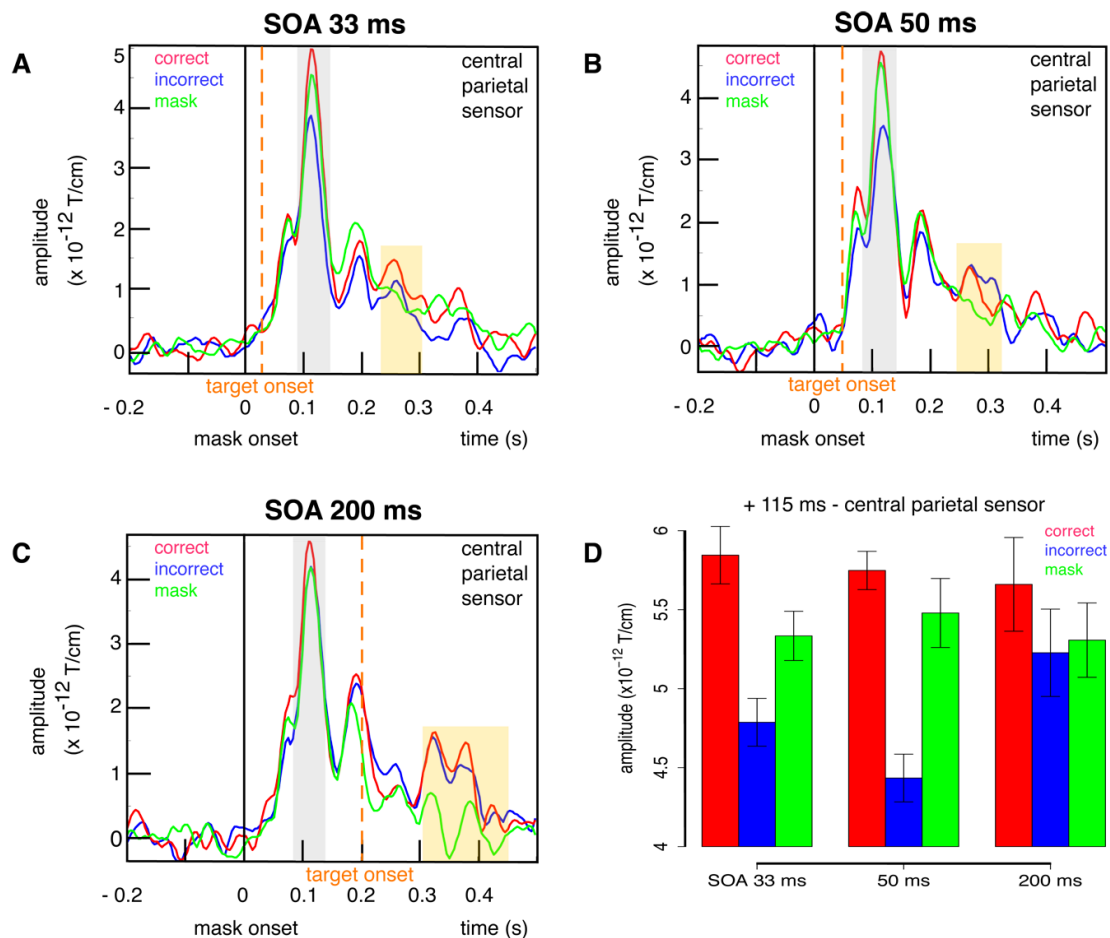 SOA 33 ms
A
correct
incorrect
mask
central
parietal
sensor
amplitude
(x 10⁻¹² T/cm)
5
4
3
2
1
0
target onset
- 0.2
0
0.1
0.2
0.3
0.4
mask onset
time (s)
SOA 50 ms
B
correct
incorrect
mask
central
parietal
sensor
amplitude
(x 10⁻¹² T/cm)
4
3
2
1
0
target onset
- 0.2
0
0.1
0.2
0.3
0.4
mask onset
time (s)
SOA 200 ms
C
correct
incorrect
mask
central
parietal
sensor
amplitude
(x 10⁻¹² T/cm)
4
3
2
1
0
target onset
- 0.2
0
0.1
0.2
0.3
0.4
mask onset
time (s)
+ 115 ms - central parietal sensor
D
correct
incorrect
mask
amplitude (x10⁻¹² T/cm)
6
5.5
5
4.5
4
SOA 33 ms
50 ms
200 ms